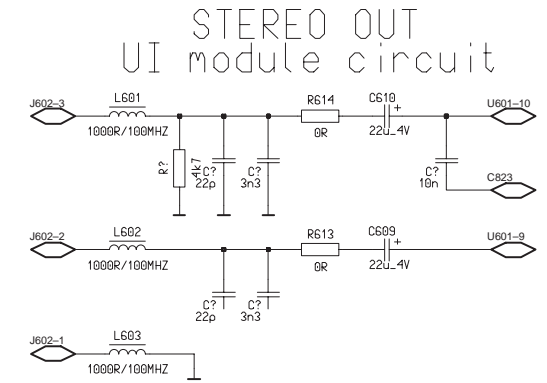 STEREO OUT
UI module circuit
J602-3
L601
1000R/100MHZ
R?
4k7
C?
22p
C?
3n3
R614
0R
C610
+
22u_4V
U601-10
C?
10n
C823
J602-2
L602
1000R/100MHZ
C?
22p
C?
3n3
R613
0R
C609
+
22u_4V
U601-9
J602-1
L603
1000R/100MHZ